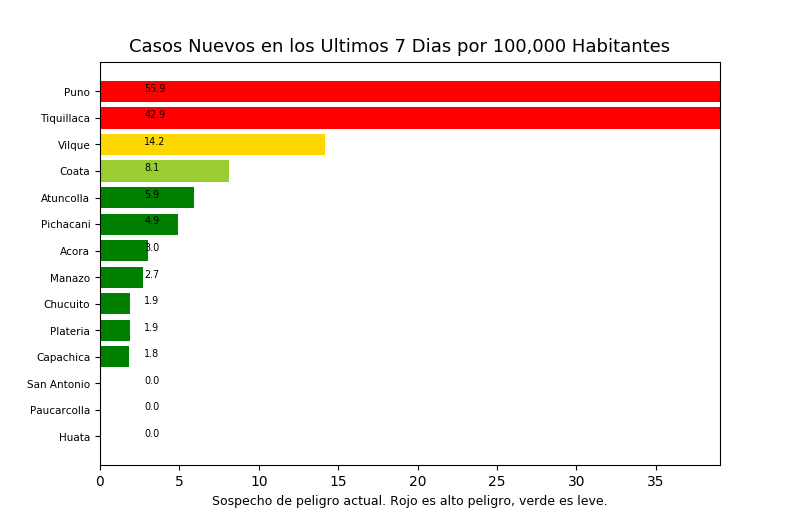 Casos Nuevos en los Ultimos 7 Dias por 100,000 Habitantes
Puno 55.9
Tiquillaca 42.9
Vilque 14.2
Coata 8.1
Atuncolla 5.9
Pichacani 4.9
Acora 3.0
Manazo 2.7
Chucuito 1.9
Plateria 1.9
Capachica 1.8
San Antonio 0.0
Paucarcolla 0.0
Huata 0.0
0 5 10 15 20 25 30 35
Sospecho de peligro actual. Rojo es alto peligro, verde es leve.